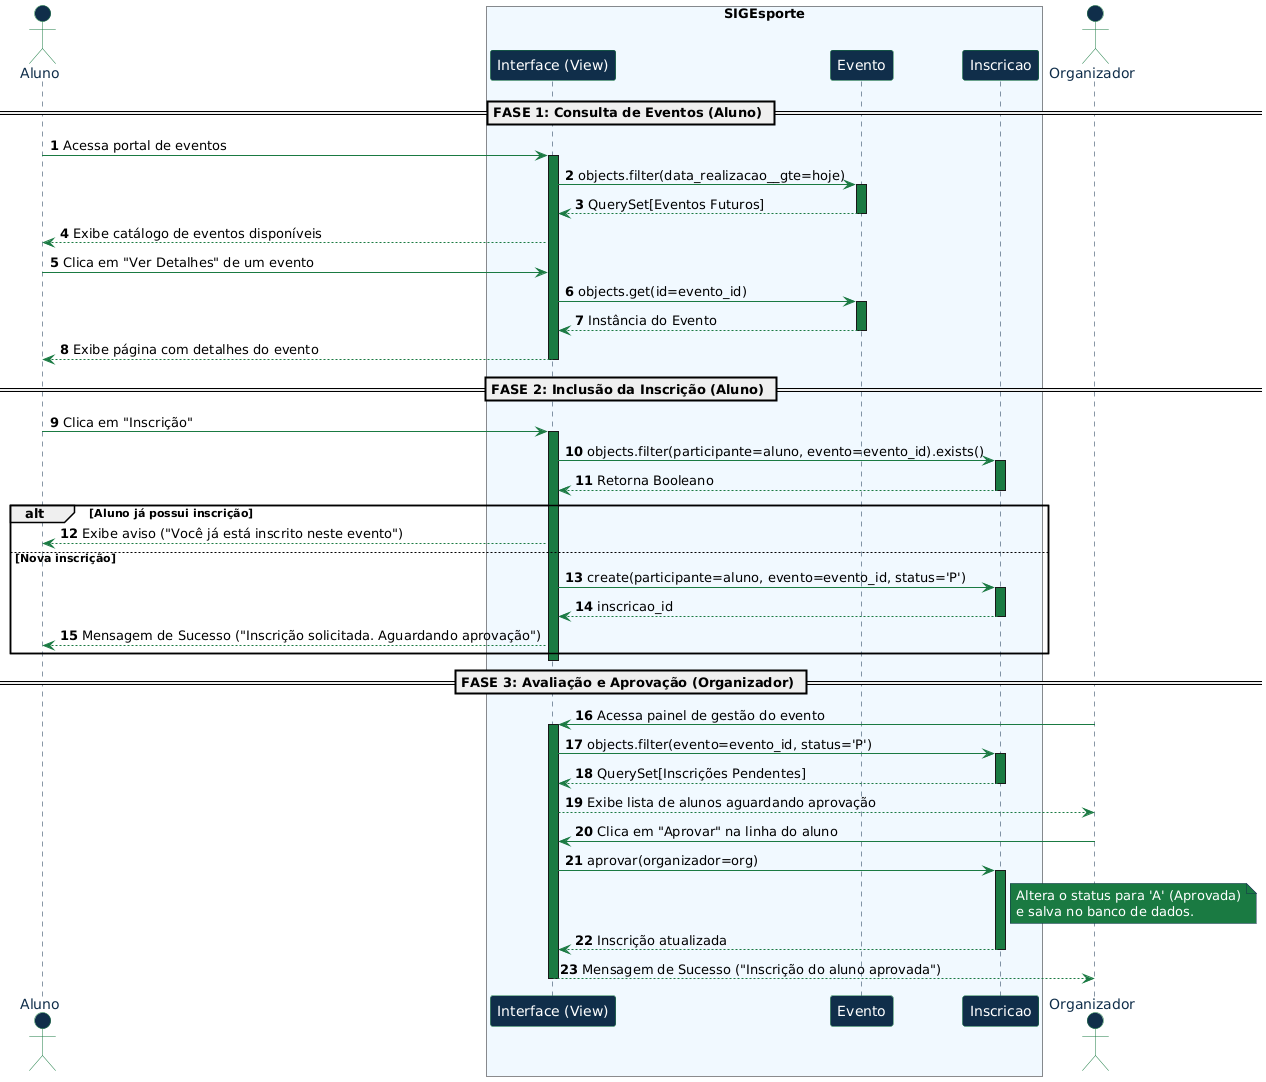 SIGEsporte
Aluno
Interface (View)
Evento
Inscricao
Organizador
FASE 1: Consulta de Eventos (Aluno)
1 Acessa portal de eventos
2 objects.filter(data_realizacao__gte=hoje)
3 QuerySet[Eventos Futuros]
4 Exibe catálogo de eventos disponíveis
5 Clica em "Ver Detalhes" de um evento
6 objects.get(id=evento_id)
7 Instância do Evento
8 Exibe página com detalhes do evento
FASE 2: Inclusão da Inscrição (Aluno)
9 Clica em "Inscrição"
10 objects.filter(participante=aluno, evento=evento_id).exists()
11 Retorna Booleano
alt
[Aluno já possui inscrição]
12 Exibe aviso ("Você já está inscrito neste evento")
[Nova inscrição]
13 create(participante=aluno, evento=evento_id, status='P')
14 inscricao_id
15 Mensagem de Sucesso ("Inscrição solicitada. Aguardando aprovação")
FASE 3: Avaliação e Aprovação (Organizador)
16 Acessa painel de gestão do evento
17 objects.filter(evento=evento_id, status='P')
18 QuerySet[Inscrições Pendentes]
19 Exibe lista de alunos aguardando aprovação
20 Clica em "Aprovar" na linha do aluno
21 aprovar(organizador=org)
Altera o status para 'A' (Aprovada)
e salva no banco de dados.
22 Inscrição atualizada
23 Mensagem de Sucesso ("Inscrição do aluno aprovada")
Aluno
Interface (View)
Evento
Inscricao
Organizador